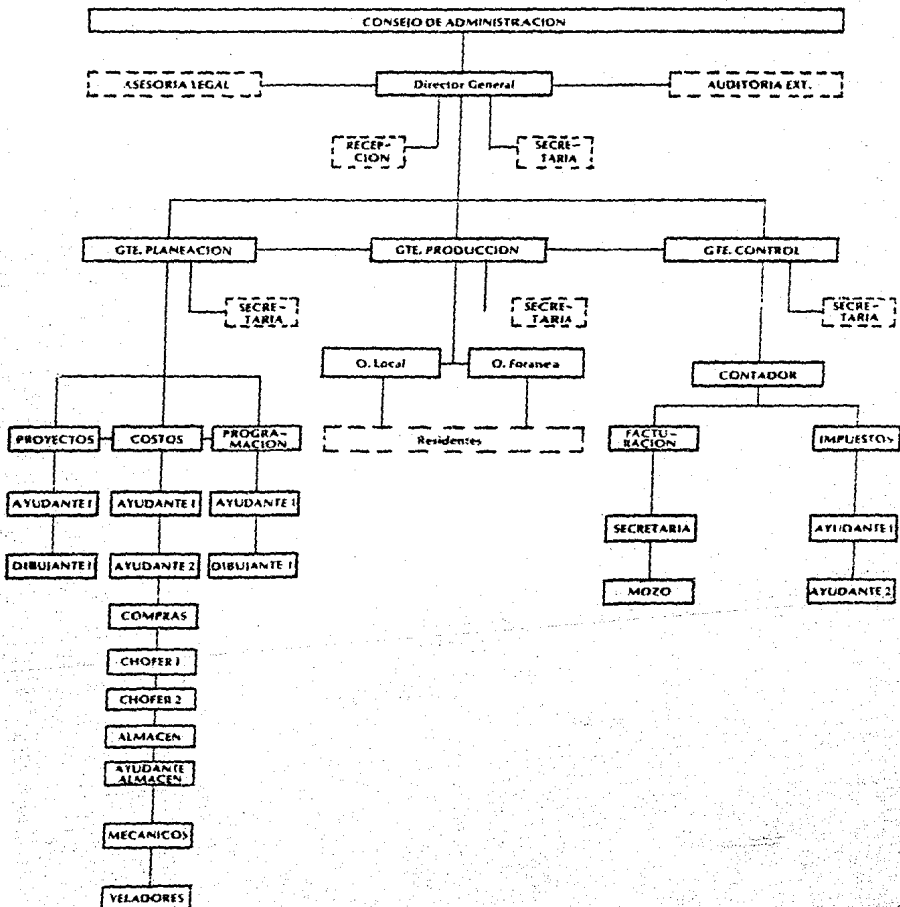 CONSEJO DE ADMINISTRACION
ASESORIA LEGAL
Director General
AUDITORIA EXT.
RECEP-
CION
SECRE-
TARIA
GTE. PLANEACION
GTE. PRODUCCION
GTE. CONTROL
SECRE-
TARIA
SECRE-
TARIA
SECRE-
TARIA
O. Local
O. Foranea
CONTADOR
PROYECTOS
COSTOS
PROGRA-
MACION
Residentes
FACTU-
RACION
IMPUESTOS
AYUDANTE 1
AYUDANTE 1
AYUDANTE 1
SECRETARIA
AYUDANTE 1
DIBUJANTE 1
AYUDANTE 2
DIBUJANTE 1
MOZO
AYUDANTE 2
COMPRAS
CHOFER 1
CHOFER 2
ALMACEN
AYUDANTE
ALMACEN
MECANICOS
VELADORES